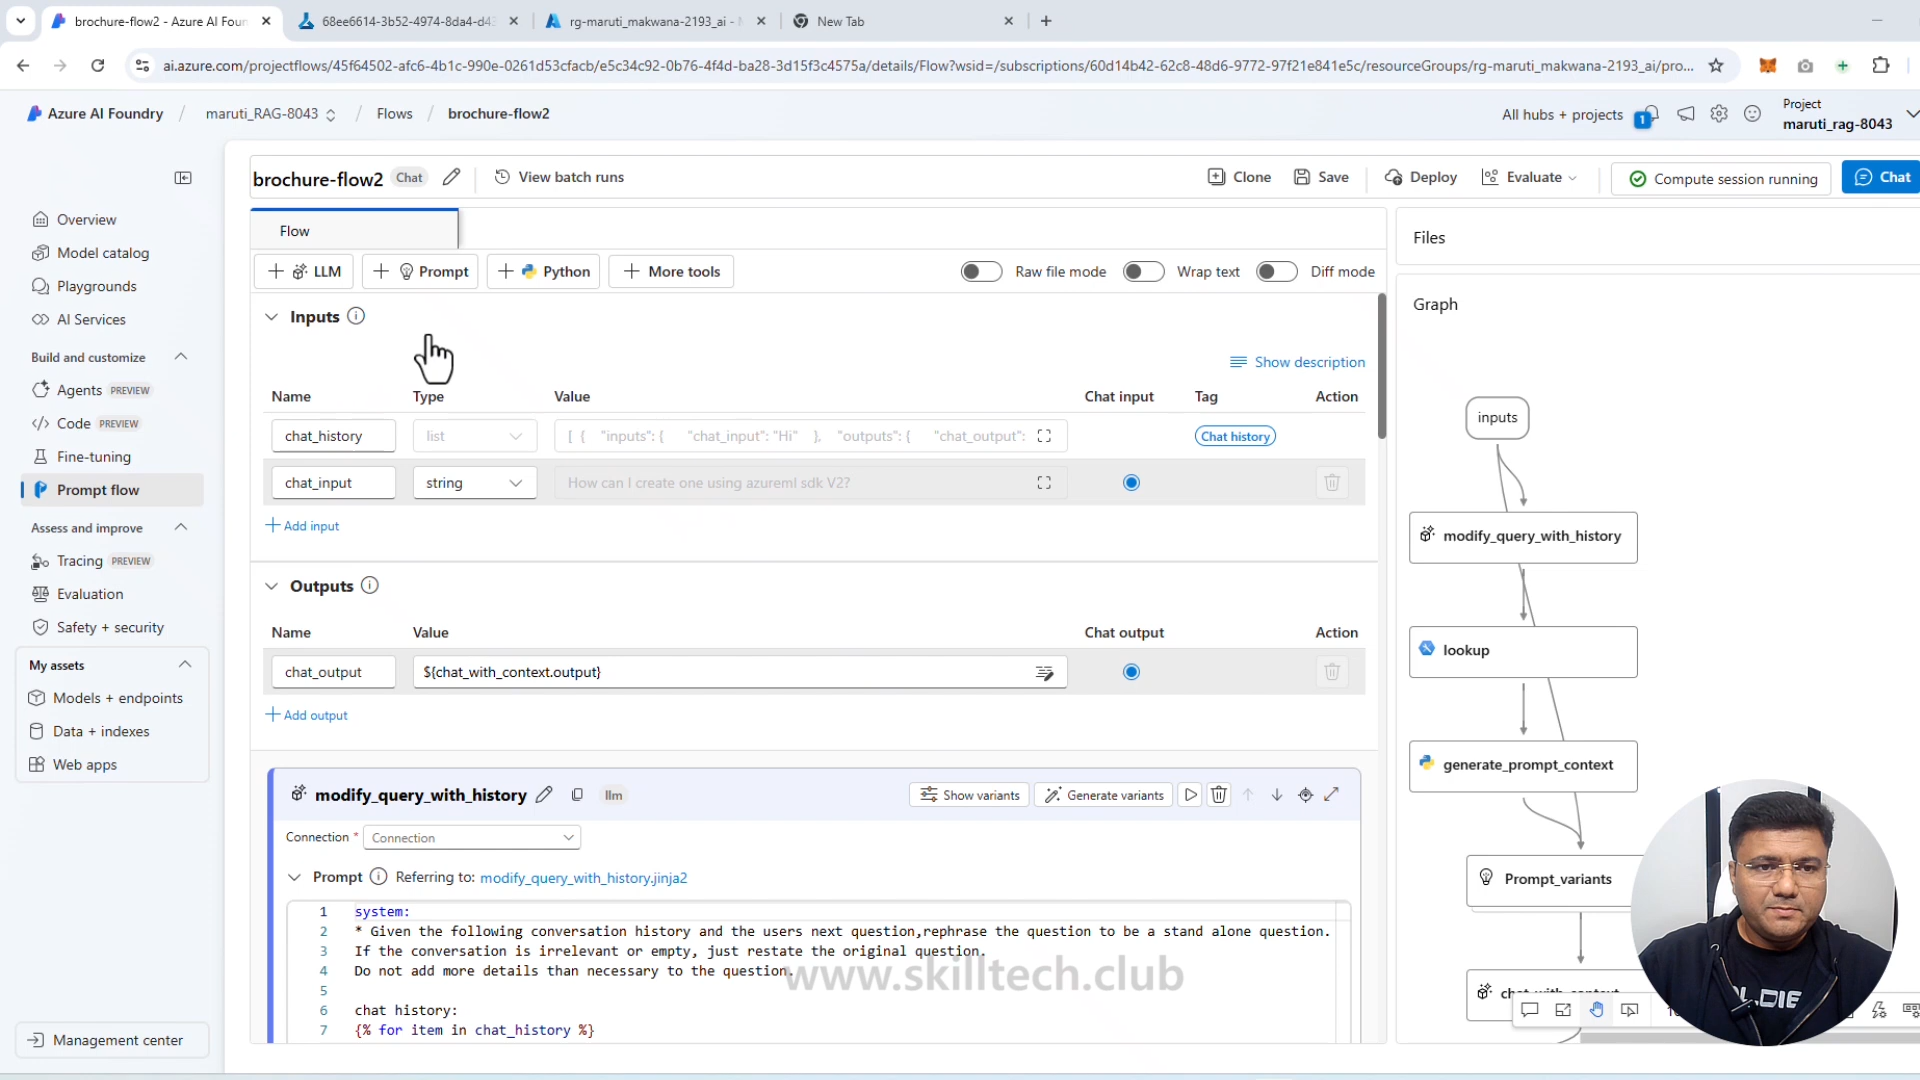 brochure-flow2 - Azure AI Foun
68ee6614-3b52-4974-8da4-d4
rg-maruti_makwana-2193_ai -
New Tab
ai.azure.com/projectflows/45f64502-afc6-4b1c-990e-0261d53cfacb/e5c34c92-0b76-4f4d-ba28-3d15f3c4575a/details/Flow?wsid=/subscriptions/60d14b42-62c8-48d6-9772-97f21e841e5c/resourceGroups/rg-maruti_makwana-2193_ai/pro...
Azure AI Foundry / maruti_RAG-8043 / Flows / brochure-flow2
All hubs + projects
1
Project
maruti_rag-8043
brochure-flow2 Chat
View batch runs
Clone
Save
Deploy
Evaluate
Compute session running
Chat
Overview
Model catalog
Playgrounds
AI Services
Build and customize
Agents PREVIEW
Code PREVIEW
Fine-tuning
Prompt flow
Assess and improve
Tracing PREVIEW
Evaluation
Safety + security
My assets
Models + endpoints
Data + indexes
Web apps
Management center
Flow
+ LLM
+ Prompt
+ Python
+ More tools
Raw file mode
Wrap text
Diff mode
Inputs
Show description
Name Type Value Chat input Tag Action
chat_history list [ { "inputs": { "chat_input": "Hi" }, "outputs": { "chat_output": Chat history
chat_input string How can I create one using azureml sdk V2?
+ Add input
Outputs
Name Value Chat output Action
chat_output ${chat_with_context.output}
+ Add output
modify_query_with_history llm
Show variants
Generate variants
Connection * Connection
Prompt Referring to: modify_query_with_history.jinja2
1 system:
2 * Given the following conversation history and the users next question,rephrase the question to be a stand alone question.
3 If the conversation is irrelevant or empty, just restate the original question.
4 Do not add more details than necessary to the question.
5
6 chat history:
7 {% for item in chat_history %}
www.skilltech.club
Files
Graph
inputs
modify_query_with_history
lookup
generate_prompt_context
Prompt_variants